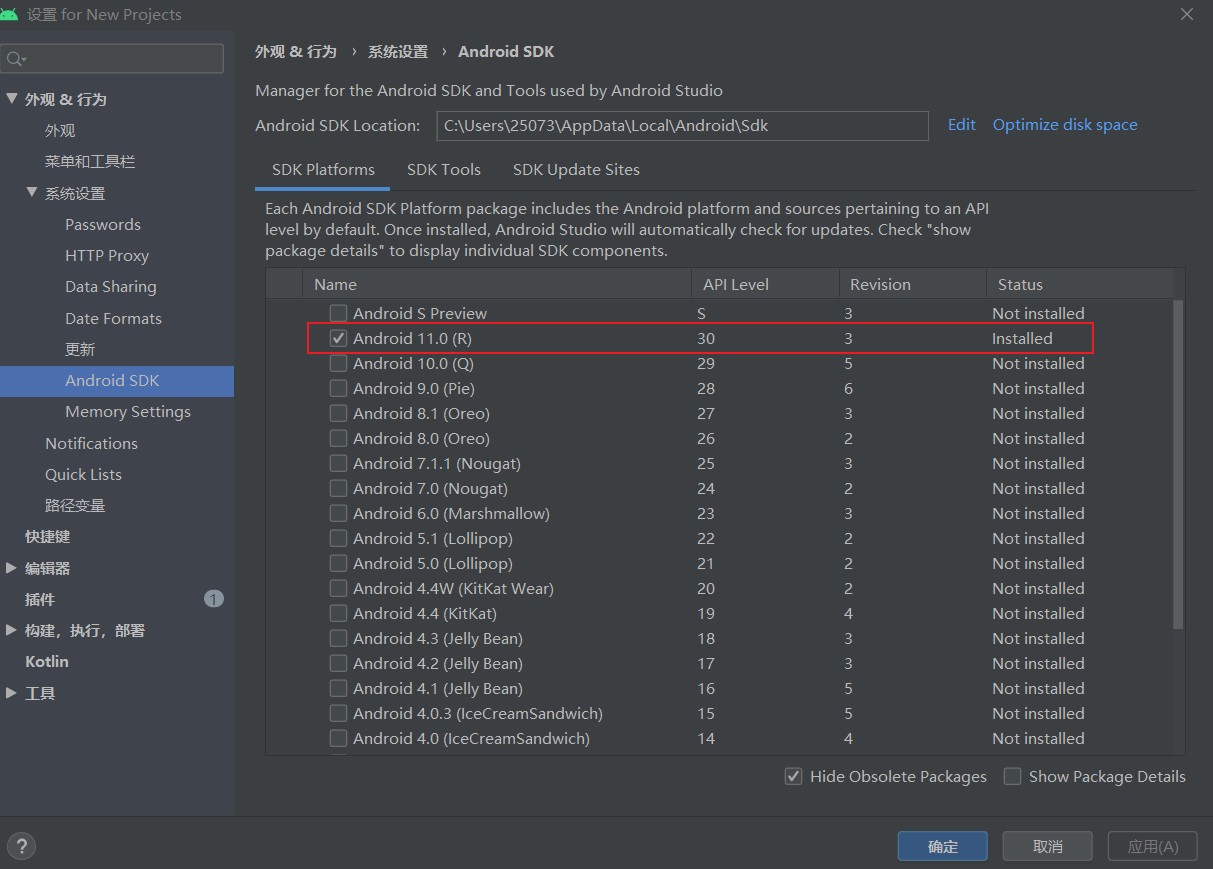 设置 for New Projects
外观 & 行为
外观
菜单和工具栏
系统设置
Passwords
HTTP Proxy
Data Sharing
Date Formats
更新
Android SDK
Memory Settings
Notifications
Quick Lists
路径变量
快捷键
编辑器
插件 1
构建，执行，部署
Kotlin
工具
外观 & 行为 › 系统设置 › Android SDK
Manager for the Android SDK and Tools used by Android Studio
Android SDK Location: C:\Users\25073\AppData\Local\Android\Sdk Edit Optimize disk space
SDK Platforms SDK Tools SDK Update Sites
Each Android SDK Platform package includes the Android platform and sources pertaining to an API
level by default. Once installed, Android Studio will automatically check for updates. Check "show
package details" to display individual SDK components.
Name API Level Revision Status
Android S Preview S 3 Not installed
Android 11.0 (R) 30 3 Installed
Android 10.0 (Q) 29 5 Not installed
Android 9.0 (Pie) 28 6 Not installed
Android 8.1 (Oreo) 27 3 Not installed
Android 8.0 (Oreo) 26 2 Not installed
Android 7.1.1 (Nougat) 25 3 Not installed
Android 7.0 (Nougat) 24 2 Not installed
Android 6.0 (Marshmallow) 23 3 Not installed
Android 5.1 (Lollipop) 22 2 Not installed
Android 5.0 (Lollipop) 21 2 Not installed
Android 4.4W (KitKat Wear) 20 2 Not installed
Android 4.4 (KitKat) 19 4 Not installed
Android 4.3 (Jelly Bean) 18 3 Not installed
Android 4.2 (Jelly Bean) 17 3 Not installed
Android 4.1 (Jelly Bean) 16 5 Not installed
Android 4.0.3 (IceCreamSandwich) 15 5 Not installed
Android 4.0 (IceCreamSandwich) 14 4 Not installed
Hide Obsolete Packages Show Package Details
? 确定 取消 应用(A)